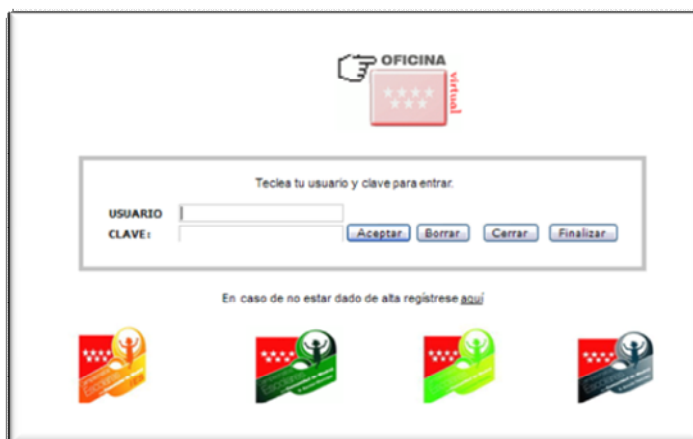 OFICINA
virtual
Teclea tu usuario y clave para entrar.
USUARIO
CLAVE:
Aceptar Borrar Cerrar Finalizar
En caso de no estar dado de alta regístrese aquí